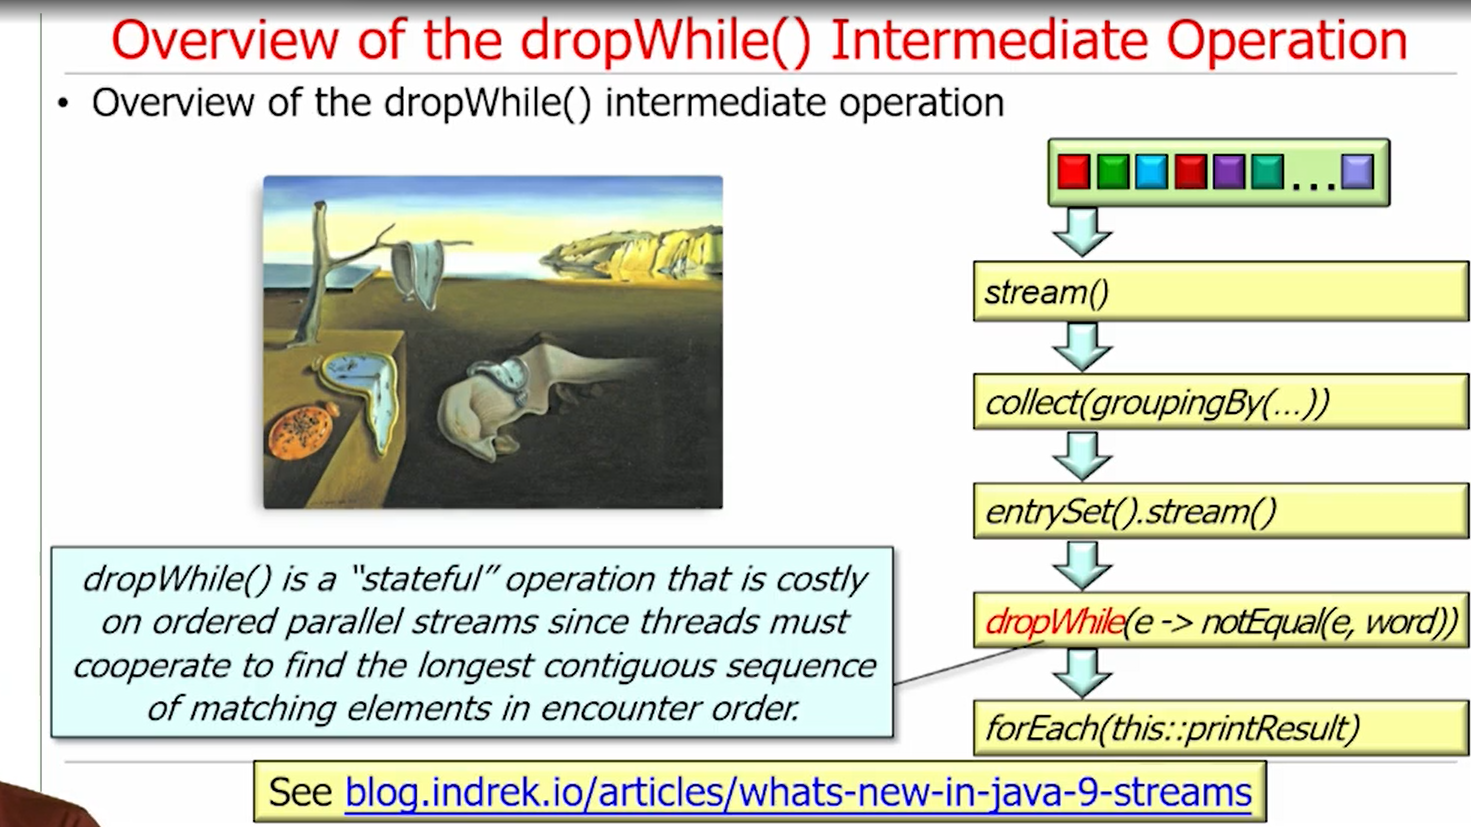 Overview of the dropWhile() Intermediate Operation
• Overview of the dropWhile() intermediate operation
...
stream()
collect(groupingBy(...))
entrySet().stream()
dropWhile(e -> notEqual(e, word))
forEach(this::printResult)
dropWhile() is a “stateful” operation that is costly
on ordered parallel streams since threads must
cooperate to find the longest contiguous sequence
of matching elements in encounter order.
See blog.indrek.io/articles/whats-new-in-java-9-streams